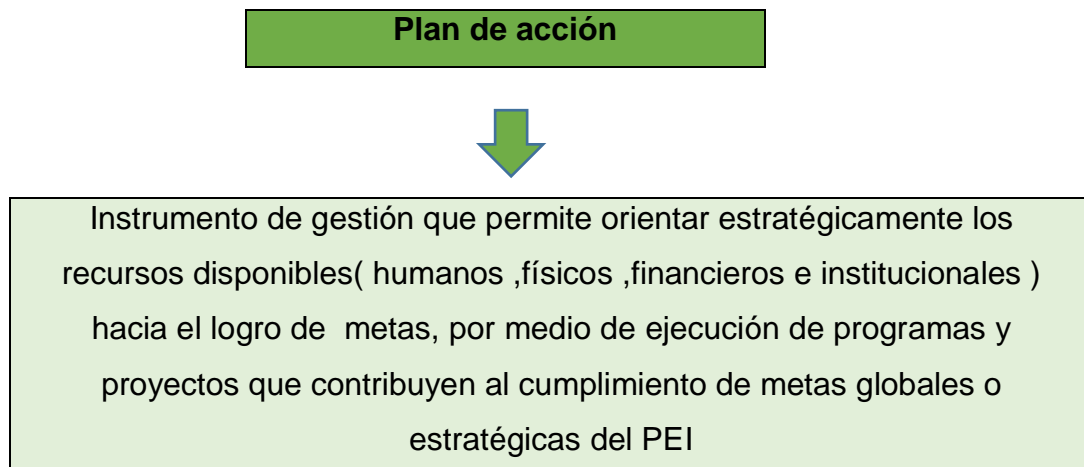 Plan de acción
Instrumento de gestión que permite orientar estratégicamente los
recursos disponibles( humanos ,físicos ,financieros e institucionales )
hacia el logro de metas, por medio de ejecución de programas y
proyectos que contribuyen al cumplimiento de metas globales o
estratégicas del PEI